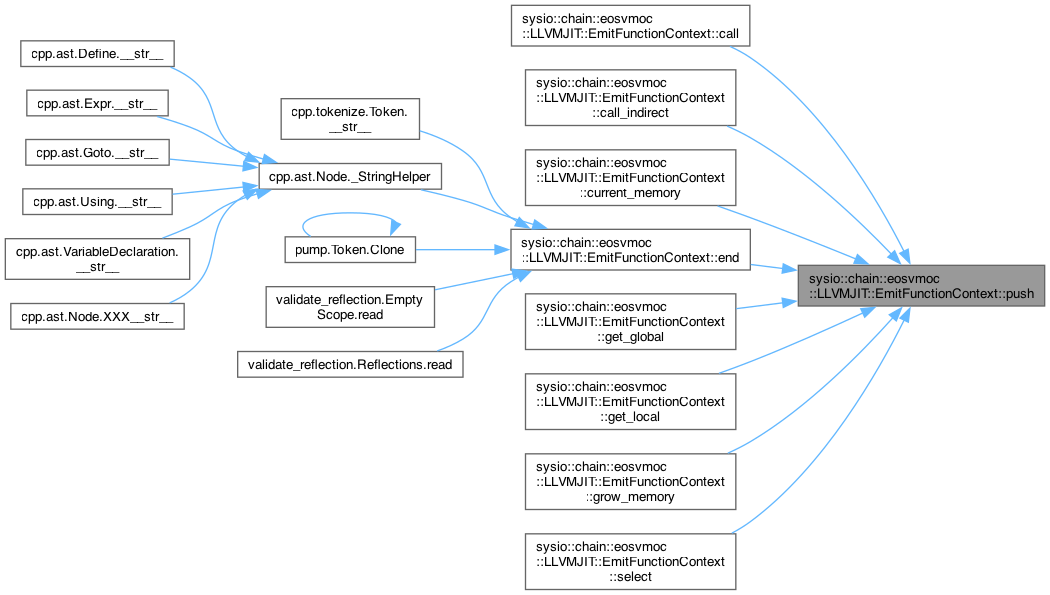 cpp.ast.Define.__str__
cpp.ast.Expr.__str__
cpp.ast.Goto.__str__
cpp.ast.Using.__str__
cpp.ast.VariableDeclaration.
__str__
cpp.ast.Node.XXX__str__
cpp.tokenize.Token.
__str__
cpp.ast.Node._StringHelper
pump.Token.Clone
validate_reflection.Empty
Scope.read
validate_reflection.Reflections.read
sysio::chain::eosvmoc
::LLVMJIT::EmitFunctionContext::call
sysio::chain::eosvmoc
::LLVMJIT::EmitFunctionContext
::call_indirect
sysio::chain::eosvmoc
::LLVMJIT::EmitFunctionContext
::current_memory
sysio::chain::eosvmoc
::LLVMJIT::EmitFunctionContext::end
sysio::chain::eosvmoc
::LLVMJIT::EmitFunctionContext
::get_global
sysio::chain::eosvmoc
::LLVMJIT::EmitFunctionContext
::get_local
sysio::chain::eosvmoc
::LLVMJIT::EmitFunctionContext
::grow_memory
sysio::chain::eosvmoc
::LLVMJIT::EmitFunctionContext
::select
sysio::chain::eosvmoc
::LLVMJIT::EmitFunctionContext::push